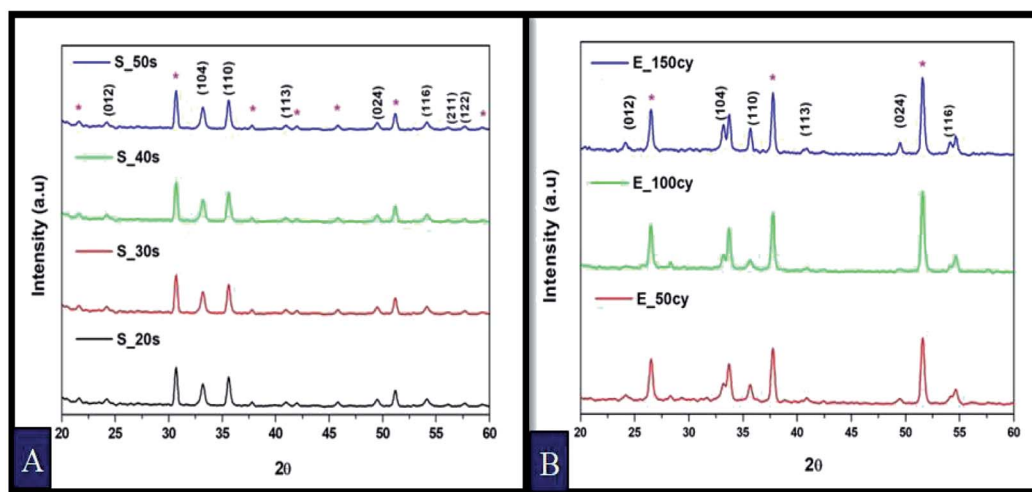 S_50s
* (012) * (104) (110) * (113) * * (024) * (116) (211) (122) *
S_40s
S_30s
S_20s
Intensity (a.u)
20 25 30 35 40 45 50 55 60
2θ
A
E_150cy
(012) * (104) (110) * (113) (024) * (116)
E_100cy
E_50cy
Intensity (a.u)
20 25 30 35 40 45 50 55 60
2θ
B